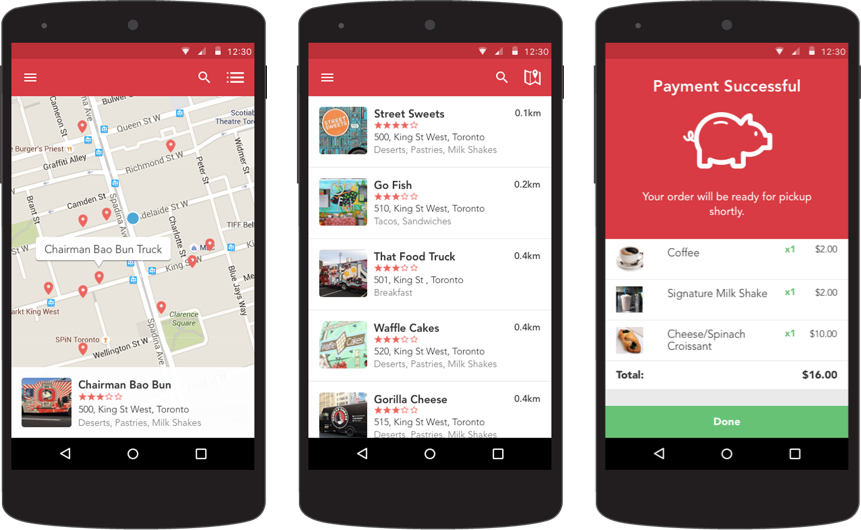 12:30
Cameron St
Bulwer St
Scotiab
Theatre Toro
Queen St W
Burger's Priest
Graffiti Alley
Richmond St W
Widmer St
Peter St
Spadina Ave
Brant St
Camden St
Adelaide St W
TIFF Bell
Charlotte St
Chairman Bao Bun Truck
King St W
Blue Jays Way
arkt King West
Clarence
Square
SPiN Toronto
Spadina Ave
Wellington St W
Chairman Bao Bun
500, King St West, Toronto
Deserts, Pastries, Milk Shakes
12:30
STREET
SWEETS
Street Sweets
0.1km
500, King St West, Toronto
Deserts, Pastries, Milk Shakes
Go Fish
0.2km
510, King St West, Toronto
Tacos, Sandwiches
That Food Truck
0.4km
501, King St , Toronto
Breakfast
Waffle Cakes
0.4km
520, King St West, Toronto
Deserts, Pastries, Milk Shakes
Gorilla Cheese
0.4km
515, King St West, Toronto
Deserts, Pastries, Milk Shakes
12:30
Payment Successful
Your order will be ready for pickup
shortly.
Coffee
x1
$2.00
Signature Milk Shake
x1
$2.00
Cheese/Spinach
Croissant
x1
$10.00
Total:
$16.00
Done